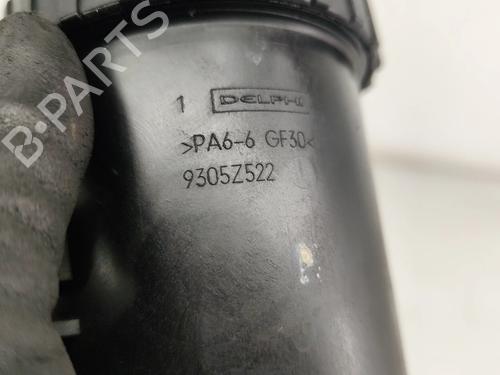 1 DELPHI
>PA6-6 GF30<
9305Z522
B-PARTS